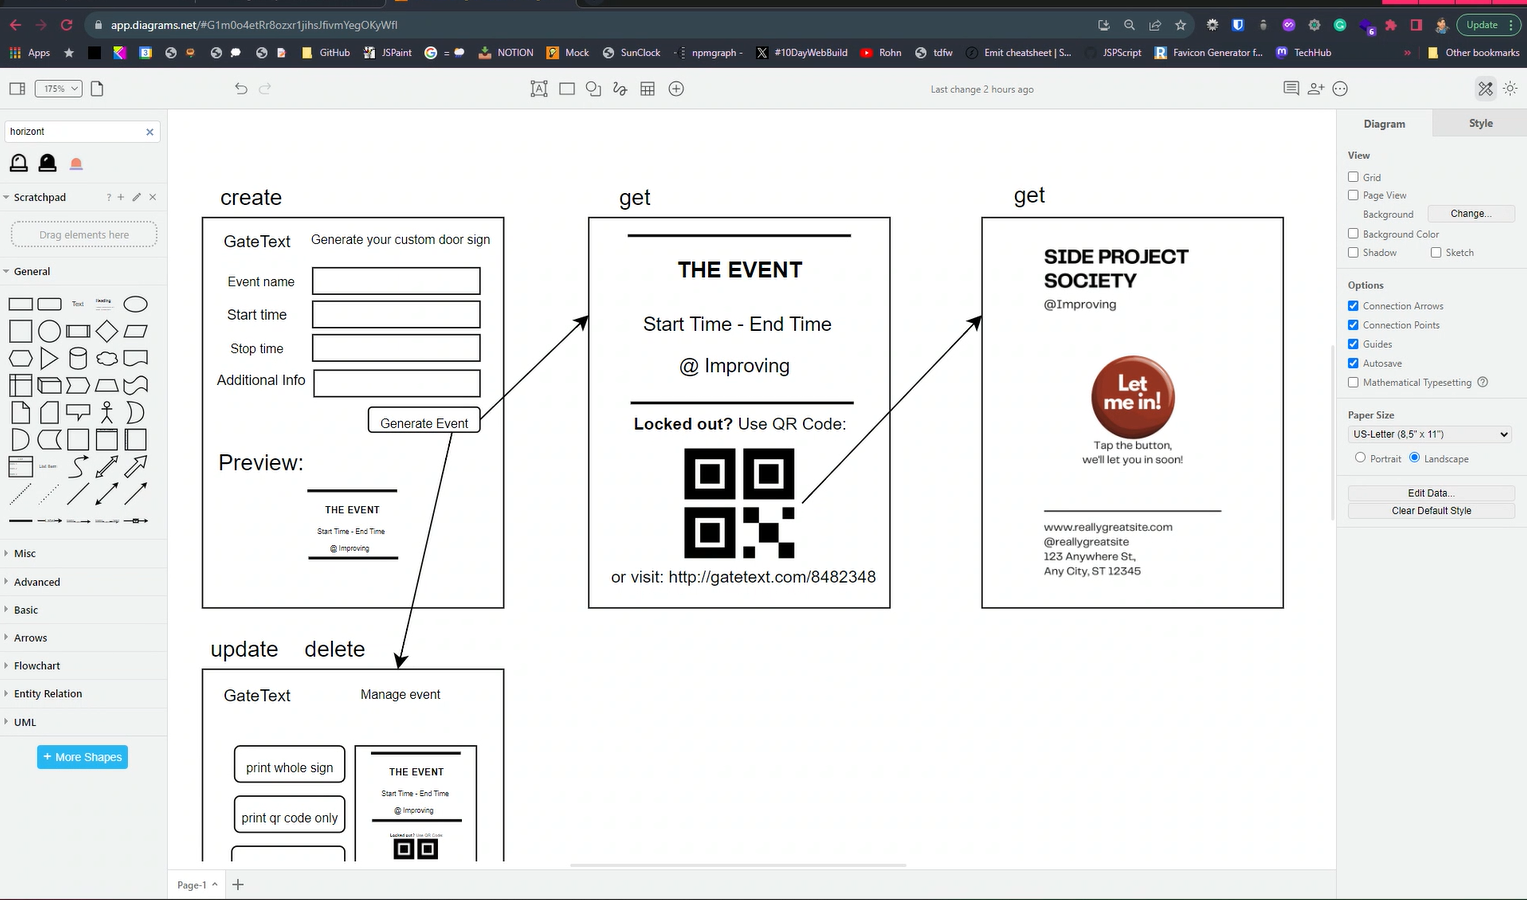 app.diagrams.net/#G1m0o4etRr8ozxr1jihsJfivmYegOKyWfl
6
Update
Apps
GitHub
JSPaint
=
NOTION
Mock
SunClock
npmgraph -
#10DayWebBuild
Rohn
tdfw
Emit cheatsheet | S...
JSPScript
Favicon Generator f...
TechHub
»
Other bookmarks
175%
Last change 2 hours ago
horizont
Scratchpad
? +
Drag elements here
General
Text
Heading
List Item
Misc
Advanced
Basic
Arrows
Flowchart
Entity Relation
UML
+ More Shapes
create
GateText
Generate your custom door sign
Event name
Start time
Stop time
Additional Info
Generate Event
Preview:
THE EVENT
Start Time - End Time
@ Improving
get
THE EVENT
Start Time - End Time
@ Improving
Locked out? Use QR Code:
or visit: http://gatetext.com/8482348
get
SIDE PROJECT
SOCIETY
@Improving
Let
me in!
Tap the button,
we'll let you in soon!
www.reallygreatsite.com
@reallygreatsite
123 Anywhere St.,
Any City, ST 12345
update delete
GateText
Manage event
print whole sign
print qr code only
THE EVENT
Start Time - End Time
@ Improving
Locked out? Use QR Code
Page-1
Diagram
Style
View
Grid
Page View
Background
Change...
Background Color
Shadow
Sketch
Options
Connection Arrows
Connection Points
Guides
Autosave
Mathematical Typesetting
Paper Size
US-Letter (8,5" x 11")
Portrait
Landscape
Edit Data...
Clear Default Style